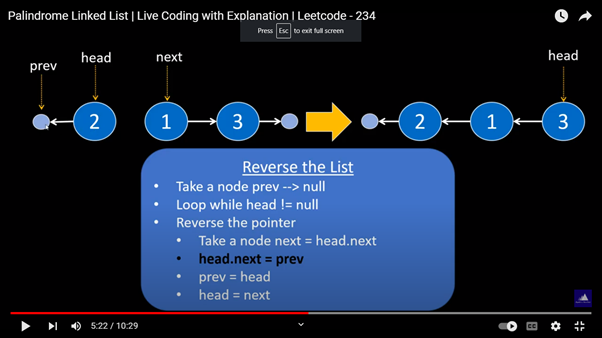 Palindrome Linked List | Live Coding with Explanation | Leetcode - 234
Press Esc to exit full screen
prev
head
next
head
2
1
3
2
1
3
Reverse the List
• Take a node prev --> null
• Loop while head != null
• Reverse the pointer
• Take a node next = head.next
• head.next = prev
• prev = head
• head = next
5:22 / 10:29
CC